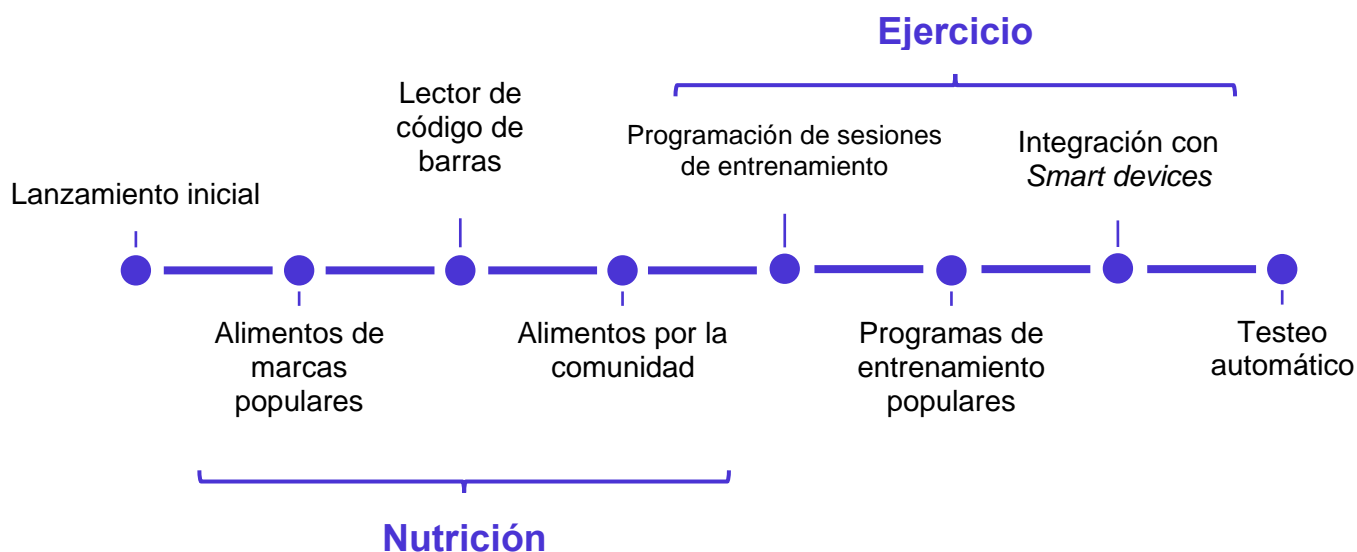 Ejercicio
Lector de
código de
barras
Programación de sesiones
de entrenamiento
Integración con
Smart devices
Lanzamiento inicial
Alimentos de
marcas
populares
Alimentos por la
comunidad
Programas de
entrenamiento
populares
Testeo
automático
Nutrición